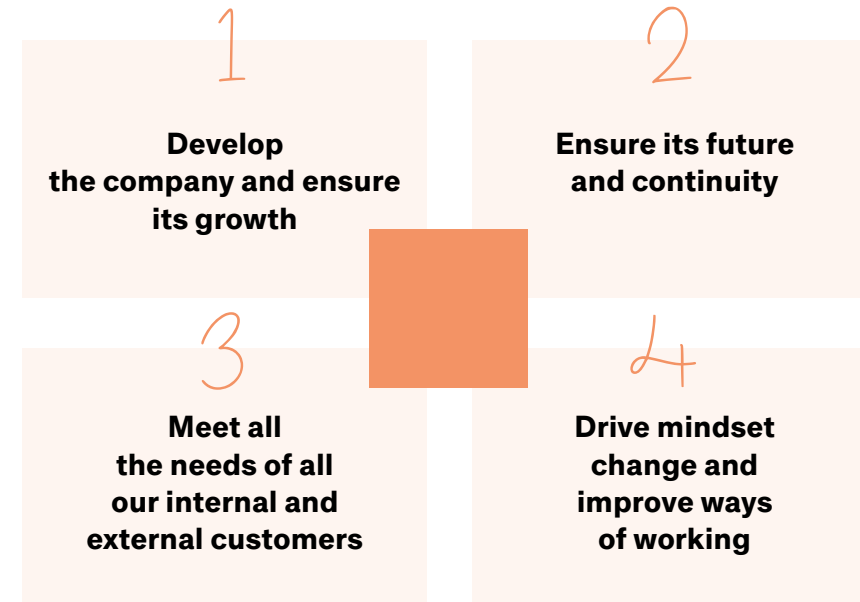 1
Develop
the company and ensure
its growth
2
Ensure its future
and continuity
3
Meet all
the needs of all
our internal and
external customers
4
Drive mindset
change and
improve ways
of working